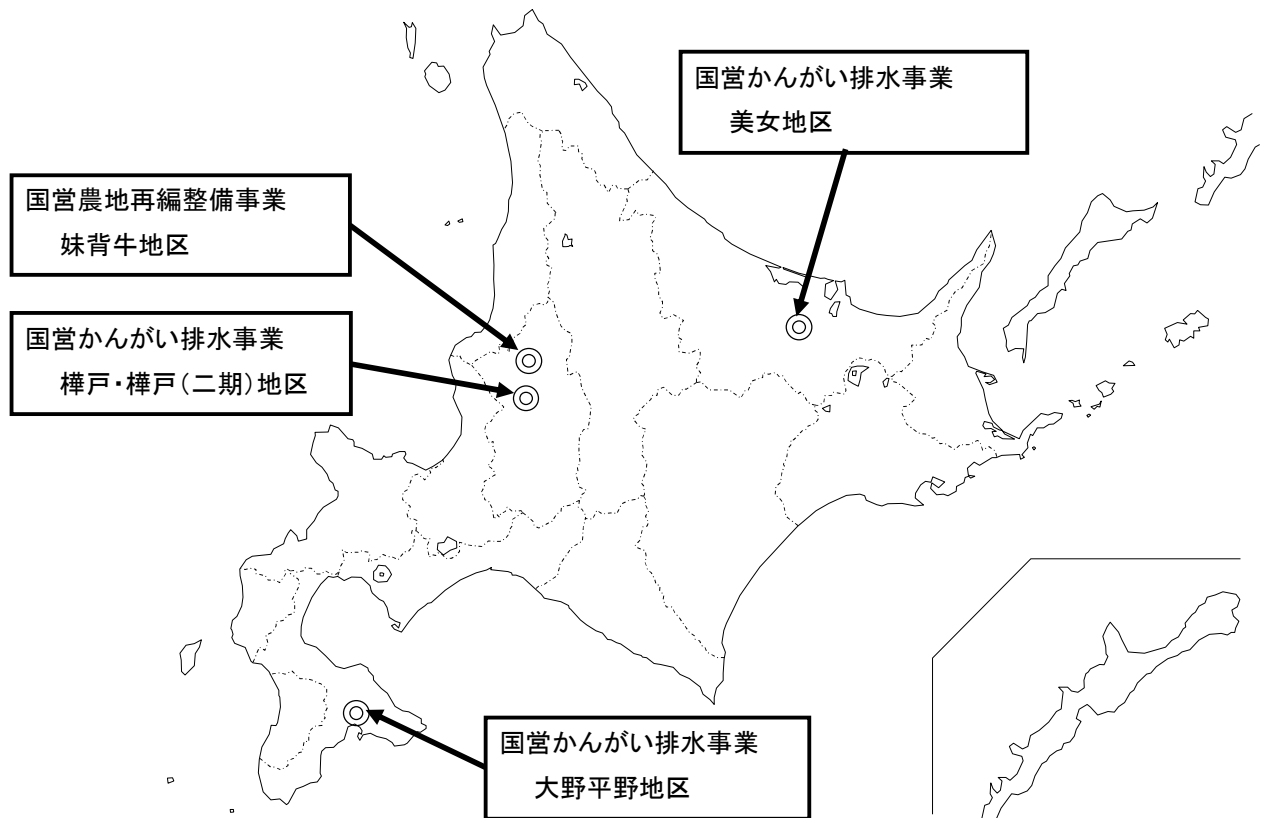 国営かんがい排水事業
美女地区
国営農地再編整備事業
妹背牛地区
国営かんがい排水事業
樺戸・樺戸(二期)地区
国営かんがい排水事業
大野平野地区